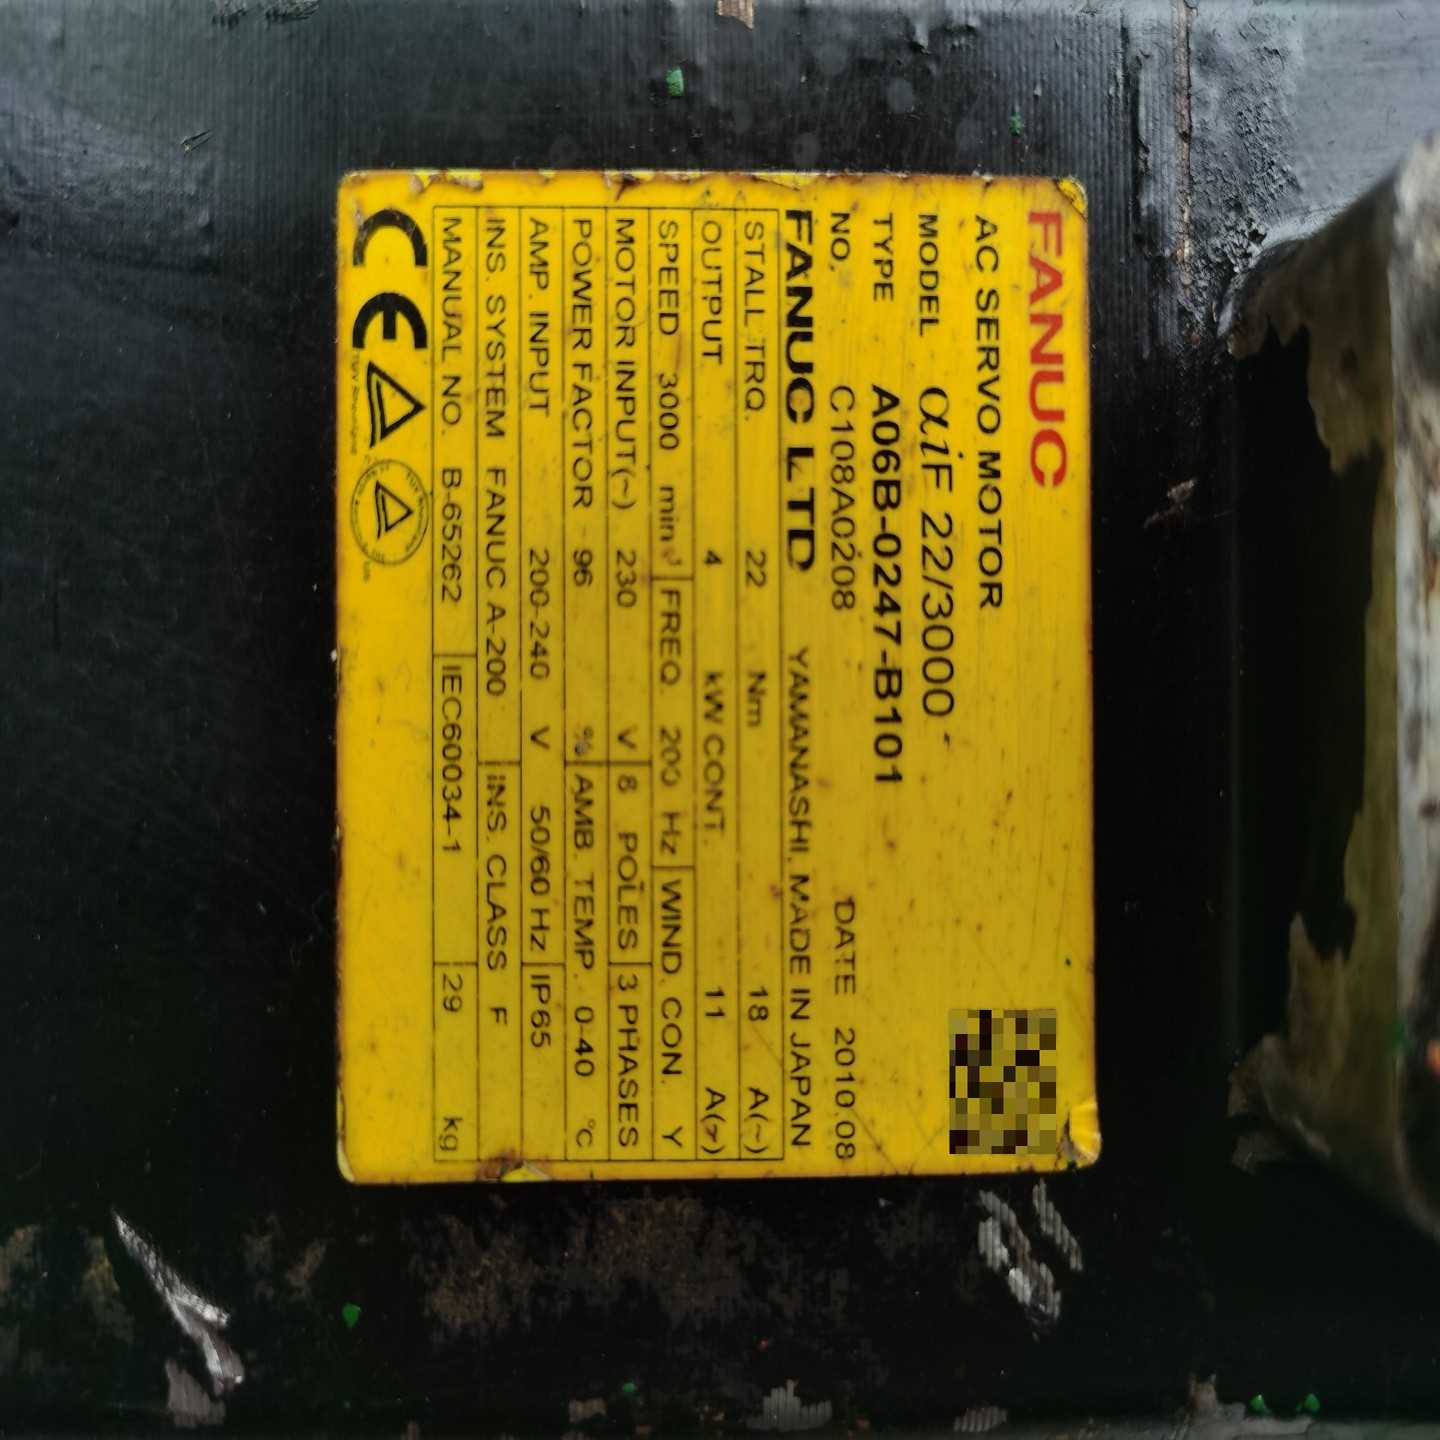 FANUC
AC SERVO MOTOR
MODEL αiF 22/3000
TYPE A06B-0247-B101
NO. C108A0208 DATE 2010.08
FANUC LTD YAMANASHI, MADE IN JAPAN
STALL TRQ. 22 Nm 18 A(~)
OUTPUT 4 kW CONT. 11 A(~)
SPEED 3000 min⁻¹ FREQ. 200 Hz WIND. CON. Y
MOTOR INPUT(~) 230 V 8 POLES 3 PHASES
POWER FACTOR 96 % AMB. TEMP. 0-40 °C
AMP. INPUT 200-240 V 50/60 Hz IP65
INS. SYSTEM FANUC A-200 INS. CLASS F
MANUAL NO. B-65262 IEC60034-1 29 kg
CE